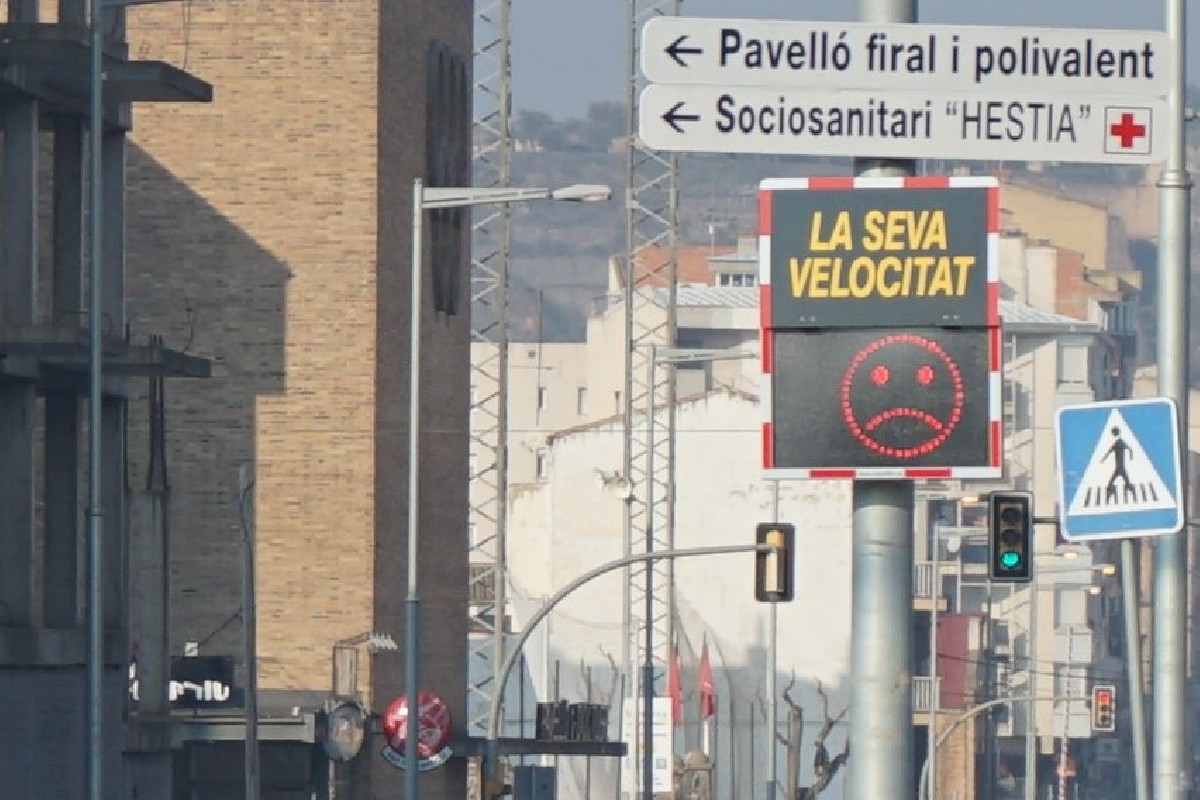 Pavelló firal i polivalent
Sociosanitari “HESTIA”
LA SEVA
VELOCITAT